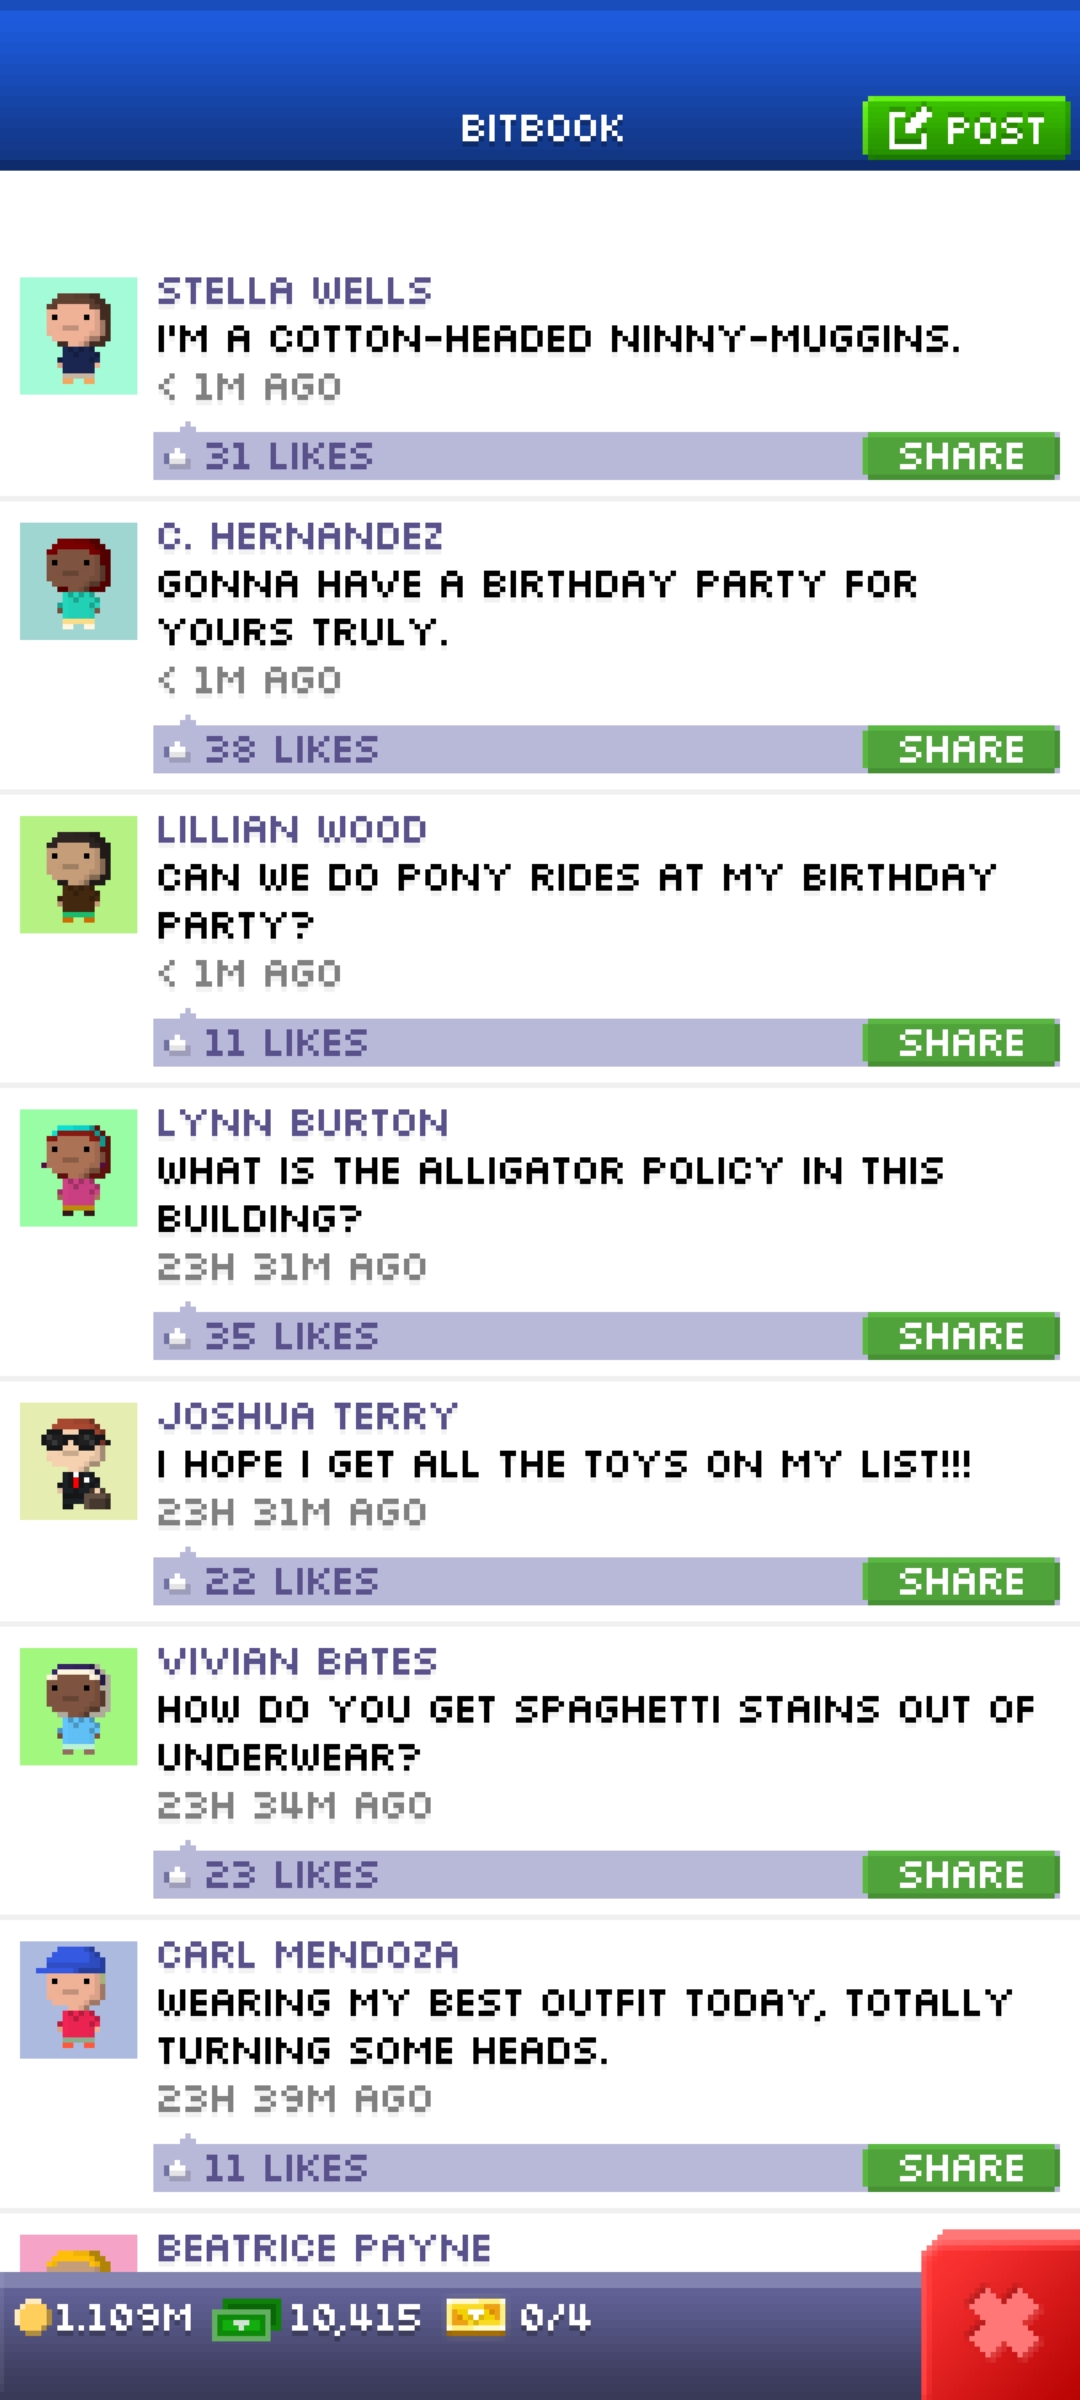 BITBOOK
POST
STELLA WELLS
I'M A COTTON-HEADED NINNY-MUGGINS.
< 1M AGO
31 LIKES
SHARE
C. HERNANDEZ
GONNA HAVE A BIRTHDAY PARTY FOR
YOURS TRULY.
< 1M AGO
38 LIKES
SHARE
LILLIAN WOOD
CAN WE DO PONY RIDES AT MY BIRTHDAY
PARTY?
< 1M AGO
11 LIKES
SHARE
LYNN BURTON
WHAT IS THE ALLIGATOR POLICY IN THIS
BUILDING?
23H 31M AGO
35 LIKES
SHARE
JOSHUA TERRY
I HOPE I GET ALL THE TOYS ON MY LIST!!!
23H 31M AGO
22 LIKES
SHARE
VIVIAN BATES
HOW DO YOU GET SPAGHETTI STAINS OUT OF
UNDERWEAR?
23H 34M AGO
23 LIKES
SHARE
CARL MENDOZA
WEARING MY BEST OUTFIT TODAY, TOTALLY
TURNING SOME HEADS.
23H 39M AGO
11 LIKES
SHARE
BEATRICE PAYNE
1.109M 10,415 0/4